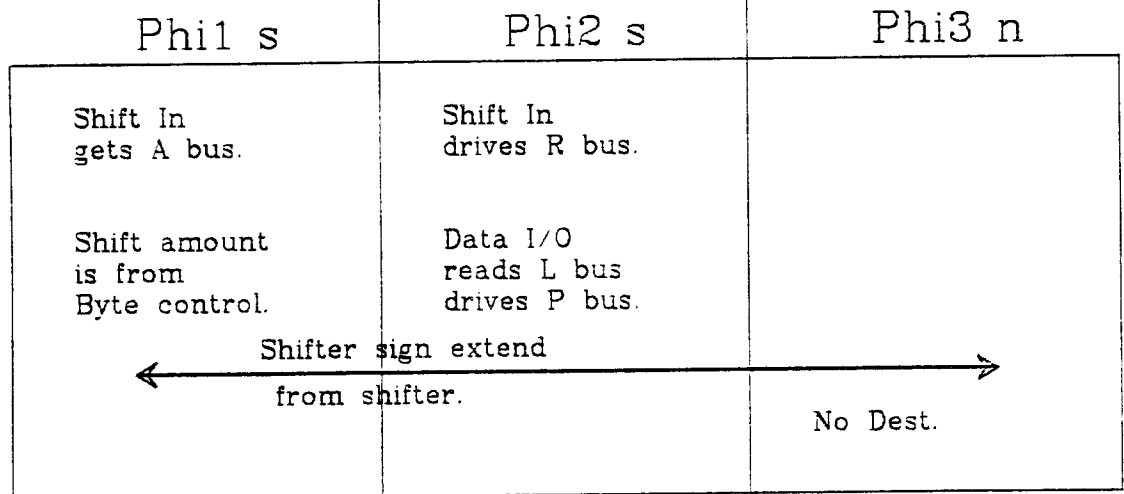 Phi1 s
Phi2 s
Phi3 n
Shift In
gets A bus.
Shift amount
is from
Byte control.
Shift In
drives R bus.
Data I/O
reads L bus
drives P bus.
Shifter sign extend
from shifter.
No Dest.